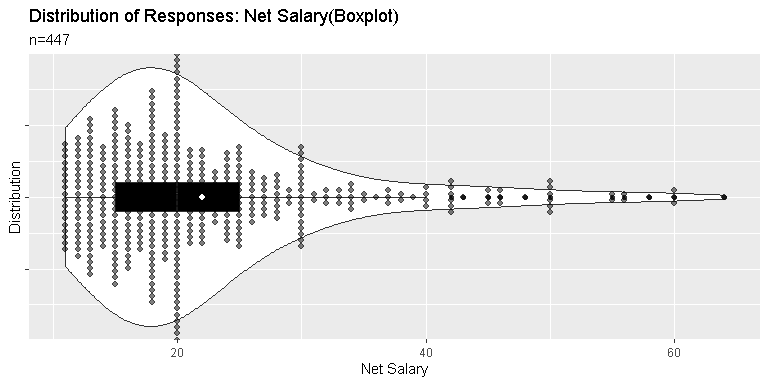 Distribution of Responses: Net Salary(Boxplot)
n=447
Distribution
20 40 60
Net Salary